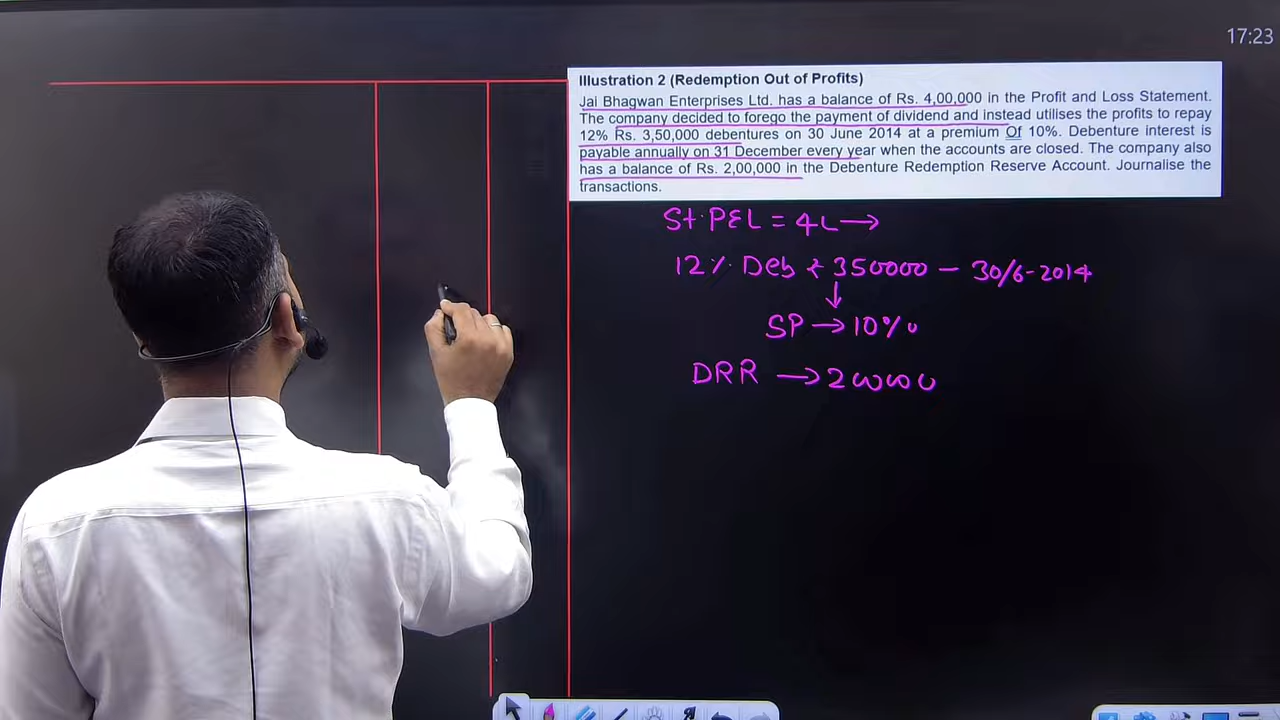 17:23
Illustration 2 (Redemption Out of Profits)
Jai Bhagwan Enterprises Ltd. has a balance of Rs. 4,00,000 in the Profit and Loss Statement.
The company decided to forego the payment of dividend and instead utilises the profits to repay
12% Rs. 3,50,000 debentures on 30 June 2014 at a premium Of 10%. Debenture interest is
payable annually on 31 December every year when the accounts are closed. The company also
has a balance of Rs. 2,00,000 in the Debenture Redemption Reserve Account. Journalise the
transactions.
St. P&L = 4L →
12% Deb ₹ 350000 – 30/6-2014
↓
SP → 10%
DRR → 200000